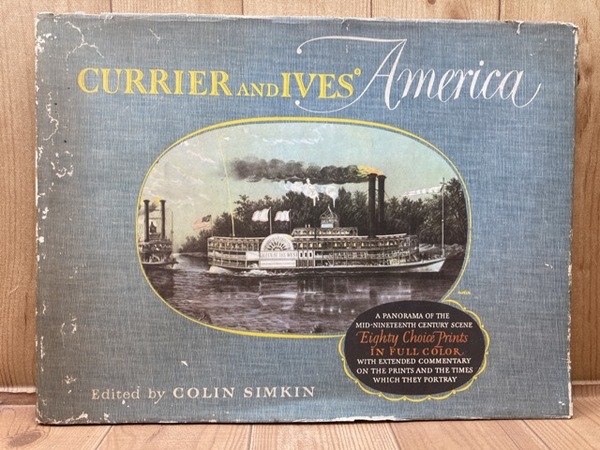 CURRIER AND IVES' America
A PANORAMA OF THE
MID-NINETEENTH CENTURY SCENE
Eighty Choice Prints
IN FULL COLOR
WITH EXTENDED COMMENTARY
ON THE PRINTS AND THE TIMES
WHICH THEY PORTRAY
Edited by COLIN SIMKIN